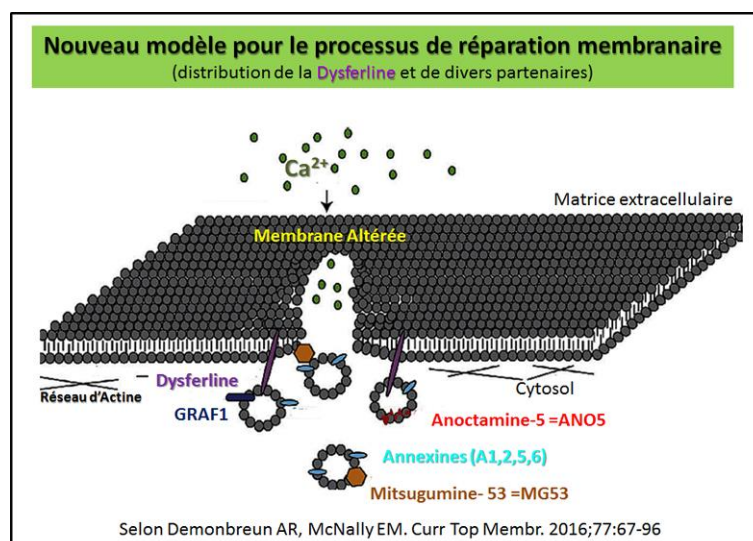 Nouveau modèle pour le processus de réparation membranaire
(distribution de la Dysferline et de divers partenaires)
Ca2+
Matrice extracellulaire
Membrane Altérée
Dysferline
Cytosol
Réseau d'Actine
GRAF1
Anoctamine-5 =ANO5
Annexines (A1,2,5,6)
Mitsugumine- 53 =MG53
Selon Demonbreun AR, McNally EM. Curr Top Membr. 2016;77:67-96